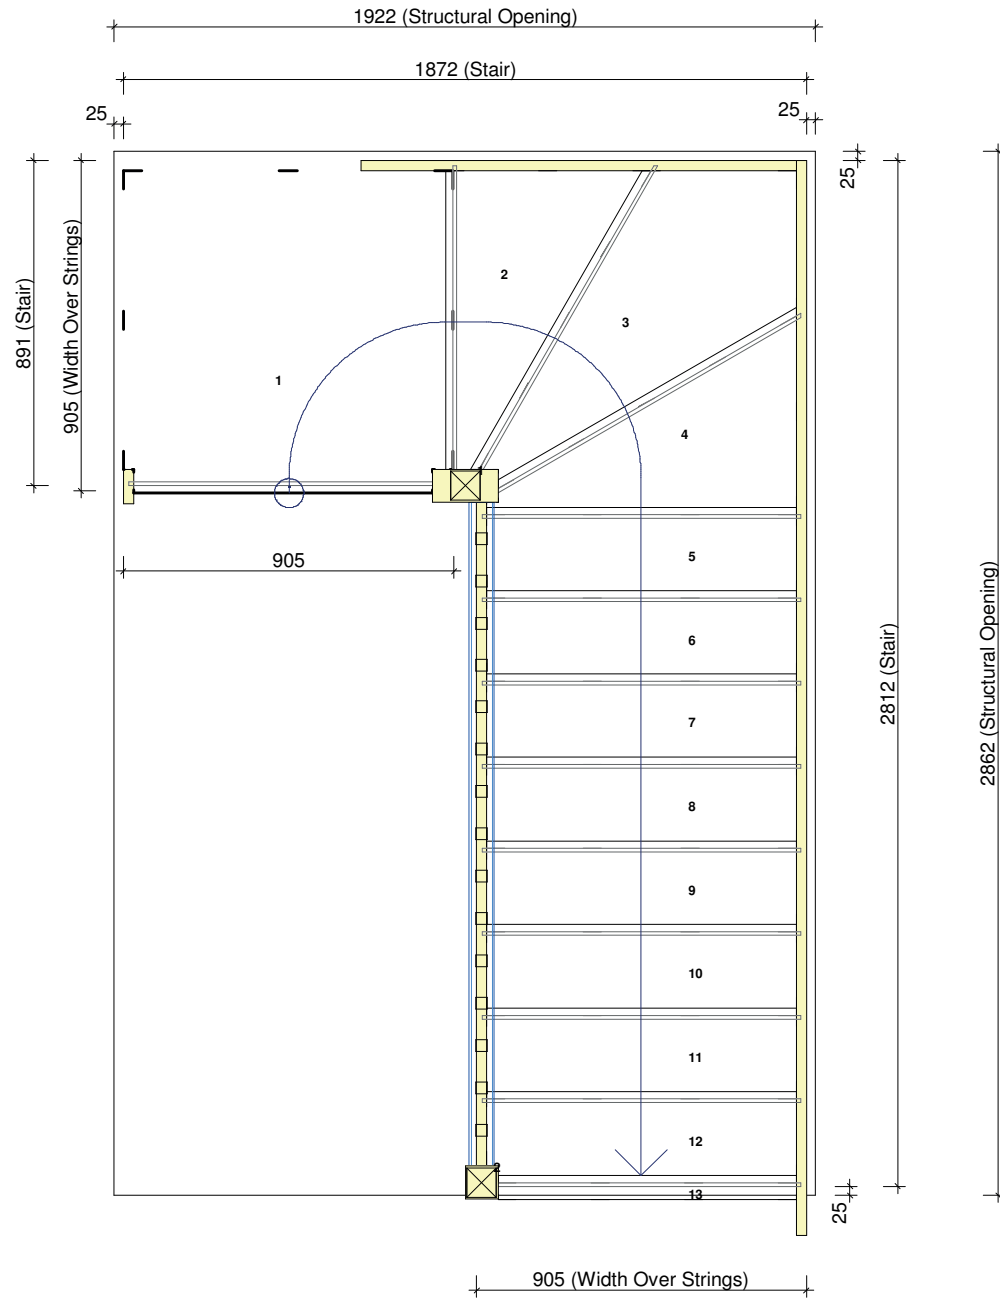 1922 (Structural Opening)
1872 (Stair)
25
25
25
891 (Stair)
905 (Width Over Strings)
2
3
1
4
1
905
5
6
7
8
9
10
11
12
2
13
2812 (Stair)
2862 (Structural Opening)
25
905 (Width Over Strings)